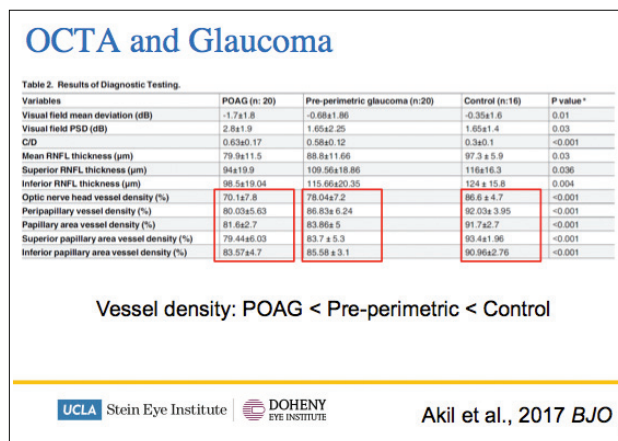 OCTA and Glaucoma
Table 2. Results of Diagnostic Testing.
Variables POAG (n: 20) Pre-perimetric glaucoma (n:20) Control (n:16) P value *
Visual field mean deviation (dB) -1.7±1.8 -0.68±1.86 -0.35±1.6 0.01
Visual field PSD (dB) 2.8±1.9 1.65±2.25 1.65±1.4 0.03
C/D 0.63±0.17 0.58±0.12 0.3±0.1 <0.001
Mean RNFL thickness (μm) 79.9±11.5 88.8±11.66 97.3 ± 5.9 0.03
Superior RNFL thickness (μm) 94±19.9 109.56±18.86 116±16.3 0.036
Inferior RNFL thickness (μm) 98.5±19.04 115.66±20.35 124 ± 15.8 0.004
Optic nerve head vessel density (%) 70.1±7.8 78.04±7.2 86.6 ± 4.7 <0.001
Peripapillary vessel density (%) 80.03±5.63 86.83± 6.24 92.03± 3.95 <0.001
Papillary area vessel density (%) 81.6±2.7 83.86± 5 91.7±2.7 <0.001
Superior papillary area vessel density (%) 79.44±6.03 83.7 ± 5.3 93.4±1.96 <0.001
Inferior papillary area vessel density (%) 83.57±4.7 85.58 ± 3.1 90.96±2.76 <0.001
Vessel density: POAG < Pre-perimetric < Control
UCLA Stein Eye Institute DOHENY
EYE INSTITUTE
Akil et al., 2017 BJO